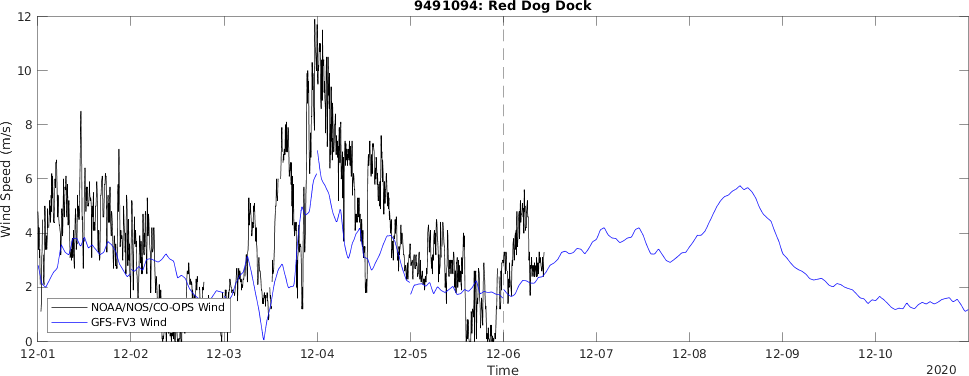 9491094: Red Dog Dock
Wind Speed (m/s)
12
10
8
6
4
2
0
NOAA/NOS/CO-OPS Wind
GFS-FV3 Wind
12-01 12-02 12-03 12-04 12-05 12-06 12-07 12-08 12-09 12-10
Time
2020